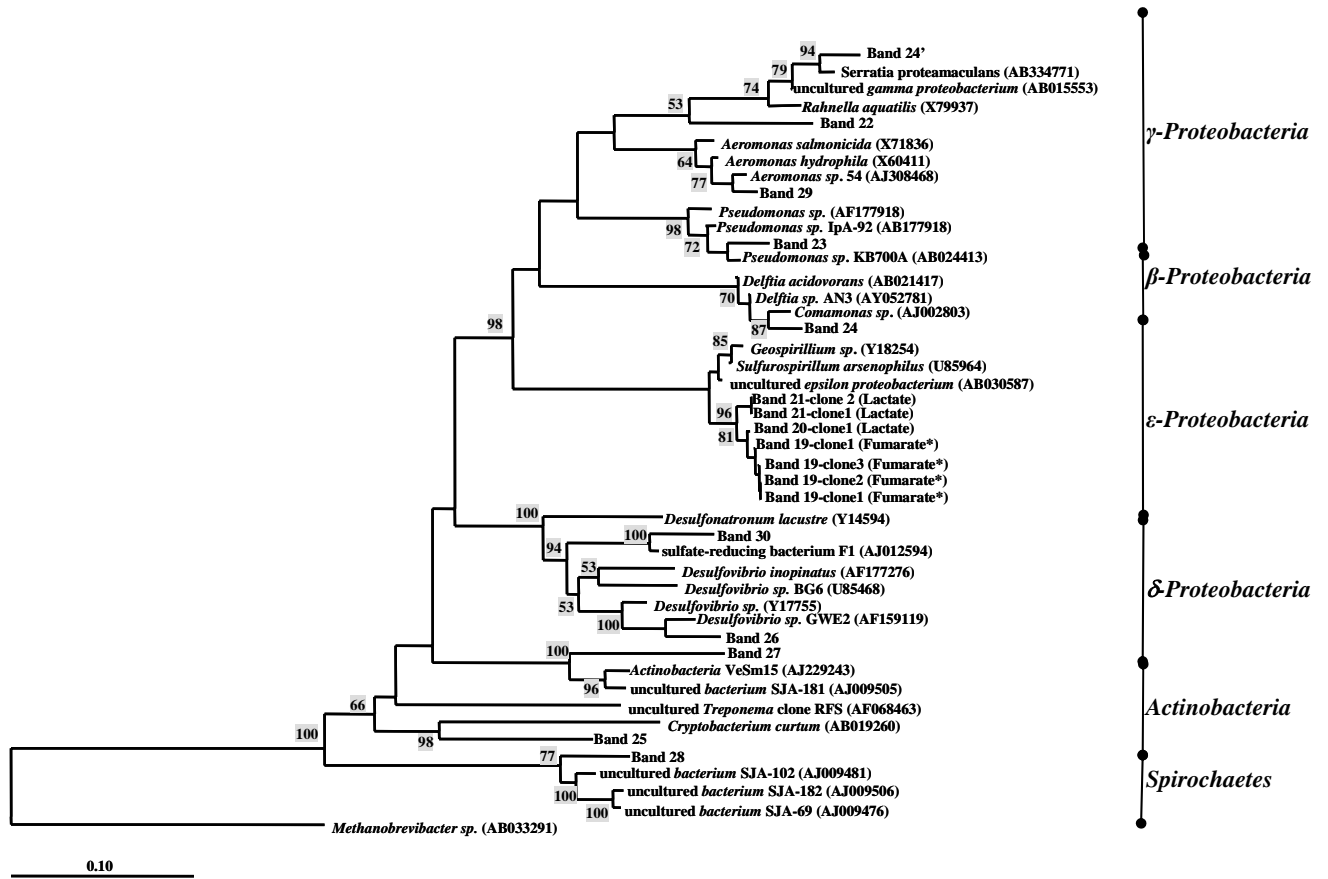 94
Band 24’
79
Serratia proteamaculans (AB334771)
74
uncultured gamma proteobacterium (AB015553)
53
Rahnella aquatilis (X79937)
Band 22
γ-Proteobacteria
Aeromonas salmonicida (X71836)
64
Aeromonas hydrophila (X60411)
77
Aeromonas sp. 54 (AJ308468)
Band 29
Pseudomonas sp. (AF177918)
98
Pseudomonas sp. IpA-92 (AB177918)
72
Band 23
Pseudomonas sp. KB700A (AB024413)
β-Proteobacteria
Delftia acidovorans (AB021417)
70
Delftia sp. AN3 (AY052781)
Comamonas sp. (AJ002803)
87
Band 24
98
85
Geospirillium sp. (Y18254)
Sulfurospirillum arsenophilus (U85964)
uncultured epsilon proteobacterium (AB030587)
Band 21-clone 2 (Lactate)
96
Band 21-clone1 (Lactate)
ε-Proteobacteria
Band 20-clone1 (Lactate)
81
Band 19-clone1 (Fumarate*)
Band 19-clone3 (Fumarate*)
Band 19-clone2 (Fumarate*)
Band 19-clone1 (Fumarate*)
100
Desulfonatronum lacustre (Y14594)
100
Band 30
94
sulfate-reducing bacterium F1 (AJ012594)
53
Desulfovibrio inopinatus (AF177276)
Desulfovibrio sp. BG6 (U85468)
δ-Proteobacteria
53
Desulfovibrio sp. (Y17755)
100
Desulfovibrio sp. GWE2 (AF159119)
Band 26
100
Band 27
Actinobacteria VeSm15 (AJ229243)
96
uncultured bacterium SJA-181 (AJ009505)
66
uncultured Treponema clone RFS (AF068463)
Actinobacteria
Cryptobacterium curtum (AB019260)
100
98
Band 25
77
Band 28
uncultured bacterium SJA-102 (AJ009481)
Spirochaetes
100
uncultured bacterium SJA-182 (AJ009506)
100
uncultured bacterium SJA-69 (AJ009476)
Methanobrevibacter sp. (AB033291)
0.10